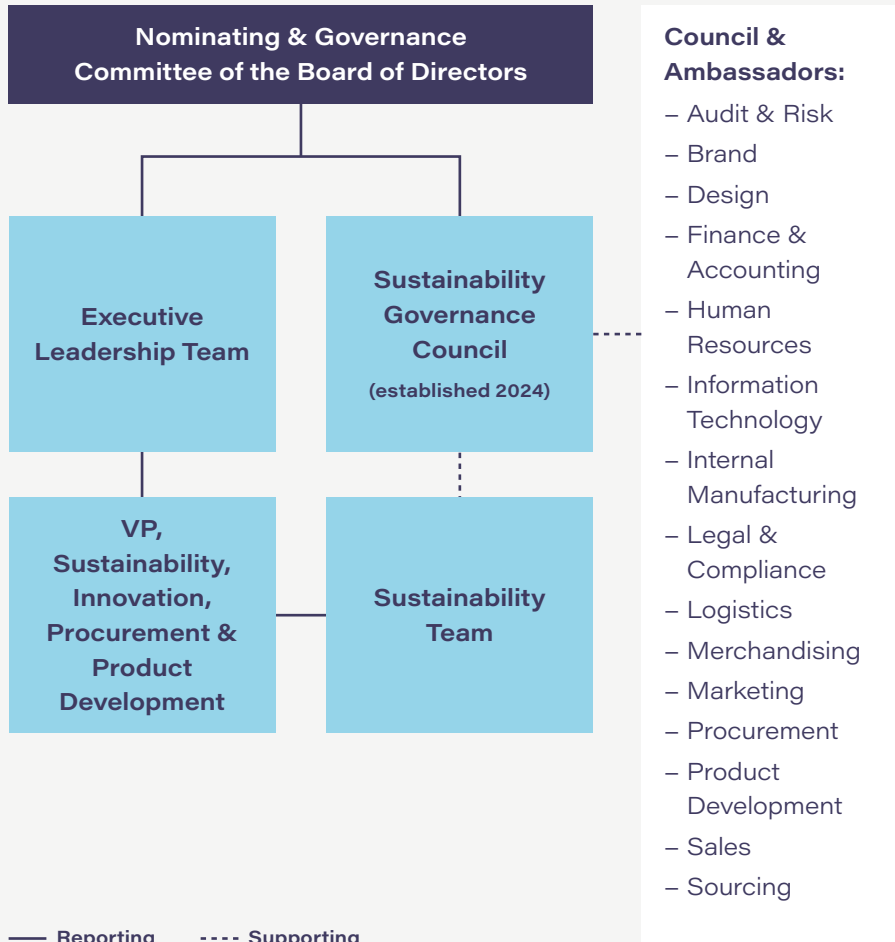 Nominating & Governance
Committee of the Board of Directors
Executive
Leadership Team
Sustainability
Governance
Council
(established 2024)
VP,
Sustainability,
Innovation,
Procurement &
Product
Development
Sustainability
Team
Reporting
Supporting
Council &
Ambassadors:
– Audit & Risk
– Brand
– Design
– Finance &
Accounting
– Human
Resources
– Information
Technology
– Internal
Manufacturing
– Legal &
Compliance
– Logistics
– Merchandising
– Marketing
– Procurement
– Product
Development
– Sales
– Sourcing